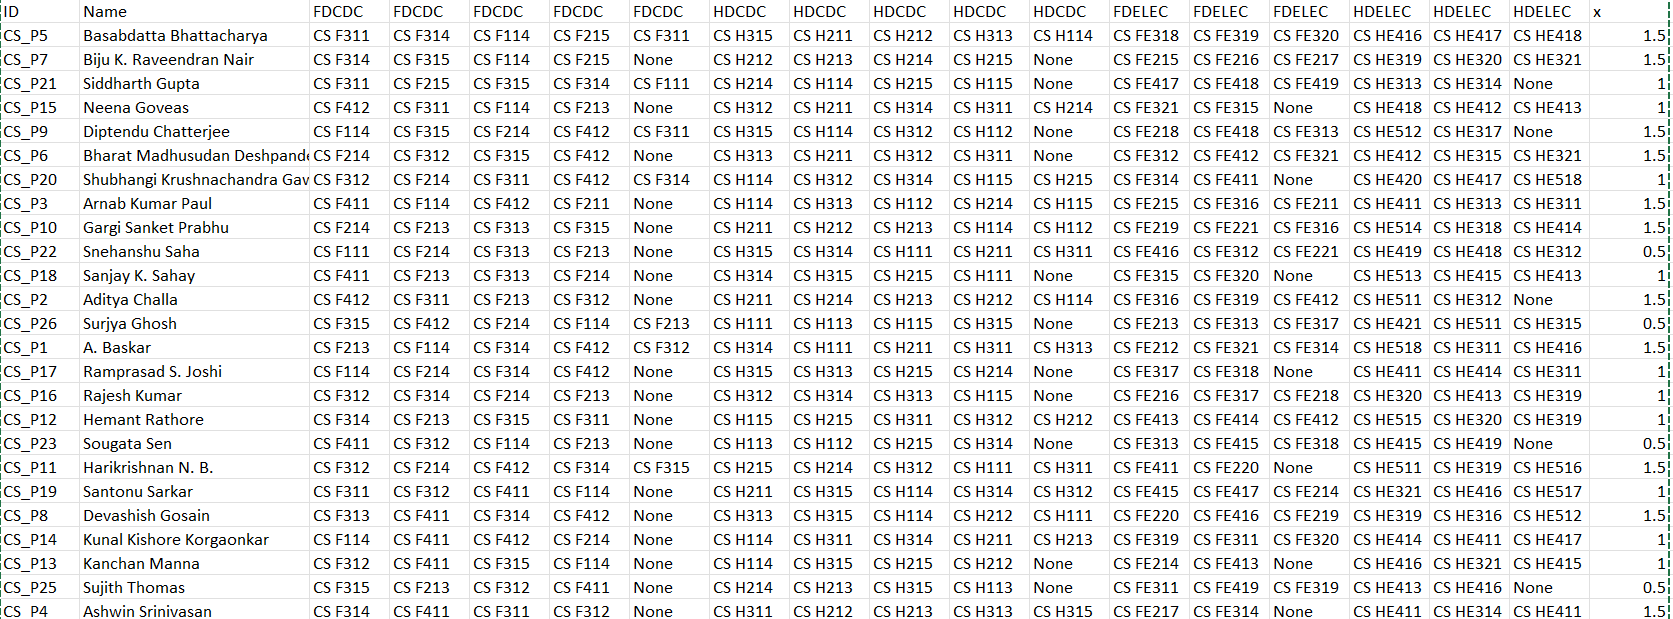 ID Name FDCDC FDCDC FDCDC FDCDC FDCDC HDCDC HDCDC HDCDC HDCDC HDCDC FDELEC FDELEC FDELEC HDELEC HDELEC HDELEC x
CS_P5 Basabdatta Bhattacharya CS F311 CS F314 CS F114 CS F215 CS F311 CS H315 CS H211 CS H212 CS H313 CS H114 CS FE318 CS FE319 CS FE320 CS HE416 CS HE417 CS HE418 1.5
CS_P7 Biju K. Raveendran Nair CS F314 CS F315 CS F114 CS F215 None CS H212 CS H213 CS H214 CS H215 None CS FE215 CS FE216 CS FE217 CS HE319 CS HE320 CS HE321 1.5
CS_P21 Siddharth Gupta CS F311 CS F215 CS F315 CS F314 CS F111 CS H214 CS H114 CS H215 CS H115 None CS FE417 CS FE418 CS FE419 CS HE313 CS HE314 None 1
CS_P15 Neena Goveas CS F412 CS F311 CS F114 CS F213 None CS H312 CS H211 CS H314 CS H311 CS H214 CS FE321 CS FE315 None CS HE418 CS HE412 CS HE413 1
CS_P9 Diptendu Chatterjee CS F114 CS F315 CS F214 CS F412 CS F311 CS H315 CS H114 CS H312 CS H112 None CS FE218 CS FE418 CS FE313 CS HE512 CS HE317 None 1.5
CS_P6 Bharat Madhusudan Deshpande CS F214 CS F312 CS F315 CS F412 None CS H313 CS H211 CS H312 CS H311 None CS FE312 CS FE412 CS FE321 CS HE412 CS HE315 CS HE321 1.5
CS_P20 Shubhangi Krushnachandra Gaw CS F312 CS F214 CS F311 CS F412 CS F314 CS H114 CS H312 CS H314 CS H115 CS H215 CS FE314 CS FE411 None CS HE420 CS HE417 CS HE518 1
CS_P3 Arnab Kumar Paul CS F411 CS F114 CS F412 CS F211 None CS H114 CS H313 CS H112 CS H214 CS H115 CS FE215 CS FE316 CS FE211 CS HE411 CS HE313 CS HE311 1.5
CS_P10 Gargi Sanket Prabhu CS F214 CS F213 CS F313 CS F315 None CS H211 CS H212 CS H213 CS H114 CS H112 CS FE219 CS FE221 CS FE316 CS HE514 CS HE318 CS HE414 1.5
CS_P22 Snehanshu Saha CS F111 CS F214 CS F313 CS F213 None CS H315 CS H314 CS H111 CS H211 CS H311 CS FE416 CS FE312 CS FE221 CS HE419 CS HE418 CS HE312 0.5
CS_P18 Sanjay K. Sahay CS F411 CS F213 CS F313 CS F214 None CS H314 CS H315 CS H215 CS H111 None CS FE315 CS FE320 None CS HE513 CS HE415 CS HE413 1
CS_P2 Aditya Challa CS F412 CS F311 CS F213 CS F312 None CS H211 CS H214 CS H213 CS H212 CS H114 CS FE316 CS FE319 CS FE412 CS HE511 CS HE312 None 1.5
CS_P26 Surjya Ghosh CS F315 CS F412 CS F214 CS F114 CS F213 CS H111 CS H113 CS H115 CS H315 None CS FE213 CS FE313 CS FE317 CS HE421 CS HE511 CS HE315 0.5
CS_P1 A. Baskar CS F213 CS F114 CS F314 CS F412 CS F312 CS H314 CS H111 CS H211 CS H311 CS H313 CS FE212 CS FE321 CS FE314 CS HE518 CS HE311 CS HE416 1.5
CS_P17 Ramprasad S. Joshi CS F114 CS F214 CS F314 CS F412 None CS H315 CS H313 CS H215 CS H214 None CS FE317 CS FE318 None CS HE411 CS HE414 CS HE311 1
CS_P16 Rajesh Kumar CS F312 CS F314 CS F214 CS F213 None CS H312 CS H314 CS H313 CS H115 None CS FE216 CS FE317 CS FE218 CS HE320 CS HE413 CS HE319 1
CS_P12 Hemant Rathore CS F314 CS F213 CS F315 CS F311 None CS H115 CS H215 CS H311 CS H312 CS H212 CS FE413 CS FE414 CS FE412 CS HE515 CS HE320 CS HE319 1
CS_P23 Sougata Sen CS F411 CS F312 CS F114 CS F213 None CS H113 CS H112 CS H215 CS H314 None CS FE313 CS FE415 CS FE318 CS HE415 CS HE419 None 0.5
CS_P11 Harikrishnan N. B. CS F312 CS F214 CS F412 CS F314 CS F315 CS H215 CS H214 CS H312 CS H111 CS H311 CS FE411 CS FE220 None CS HE511 CS HE319 CS HE516 1.5
CS_P19 Santonu Sarkar CS F311 CS F312 CS F411 CS F114 None CS H211 CS H315 CS H114 CS H314 CS H312 CS FE415 CS FE417 CS FE214 CS HE321 CS HE416 CS HE517 1
CS_P8 Devashish Gosain CS F313 CS F411 CS F314 CS F412 None CS H313 CS H315 CS H114 CS H212 CS H111 CS FE220 CS FE416 CS FE219 CS HE319 CS HE316 CS HE512 1.5
CS_P14 Kunal Kishore Korgaonkar CS F114 CS F411 CS F412 CS F214 None CS H114 CS H311 CS H314 CS H211 CS H213 CS FE319 CS FE311 CS FE320 CS HE414 CS HE411 CS HE417 1
CS_P13 Kanchan Manna CS F312 CS F411 CS F315 CS F114 None CS H114 CS H315 CS H215 CS H212 None CS FE214 CS FE413 None CS HE416 CS HE321 CS HE415 1
CS_P25 Sujith Thomas CS F315 CS F213 CS F312 CS F411 None CS H214 CS H213 CS H315 CS H113 None CS FE311 CS FE419 CS FE319 CS HE413 CS HE416 None 0.5
CS_P4 Ashwin Srinivasan CS F314 CS F411 CS F311 CS F312 None CS H311 CS H212 CS H213 CS H313 CS H315 CS FE217 CS FE314 None CS HE411 CS HE314 CS HE411 1.5